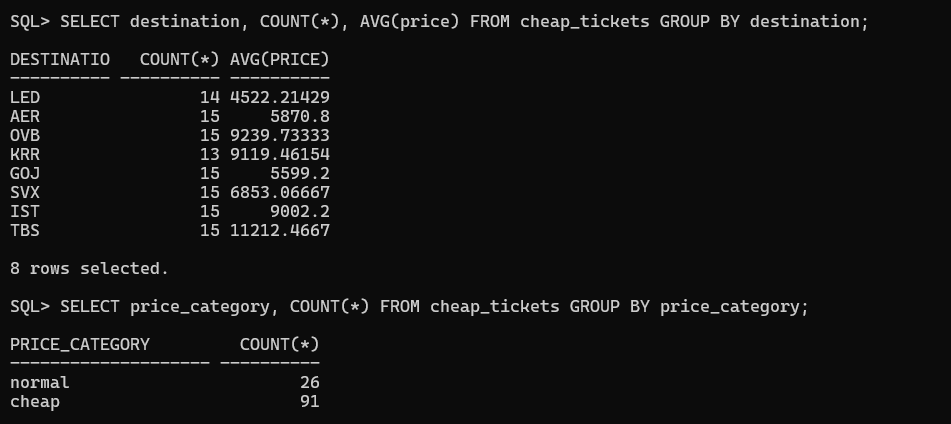 SQL> SELECT destination, COUNT(*), AVG(price) FROM cheap_tickets GROUP BY destination;
DESTINATIO   COUNT(*) AVG(PRICE)
---------- ---------- ----------
LED                14 4522.21429
AER                15     5870.8
OVB                15 9239.73333
KRR                13 9119.46154
GOJ                15     5599.2
SVX                15 6853.06667
IST                15     9002.2
TBS                15 11212.4667
8 rows selected.
SQL> SELECT price_category, COUNT(*) FROM cheap_tickets GROUP BY price_category;
PRICE_CATEGORY         COUNT(*)
-------------------- ----------
normal                       26
cheap                        91